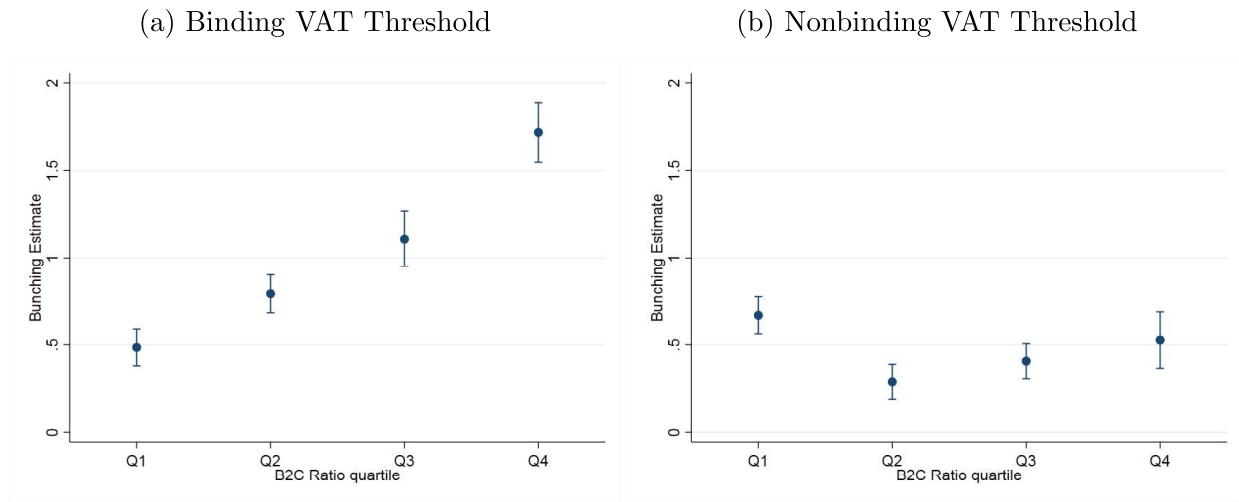 (a) Binding VAT Threshold
2
1.5
1
.5
0
Bunching Estimate
Q1 Q2 Q3 Q4
B2C Ratio quartile
(b) Nonbinding VAT Threshold
2
1.5
1
.5
0
Bunching Estimate
Q1 Q2 Q3 Q4
B2C Ratio quartile